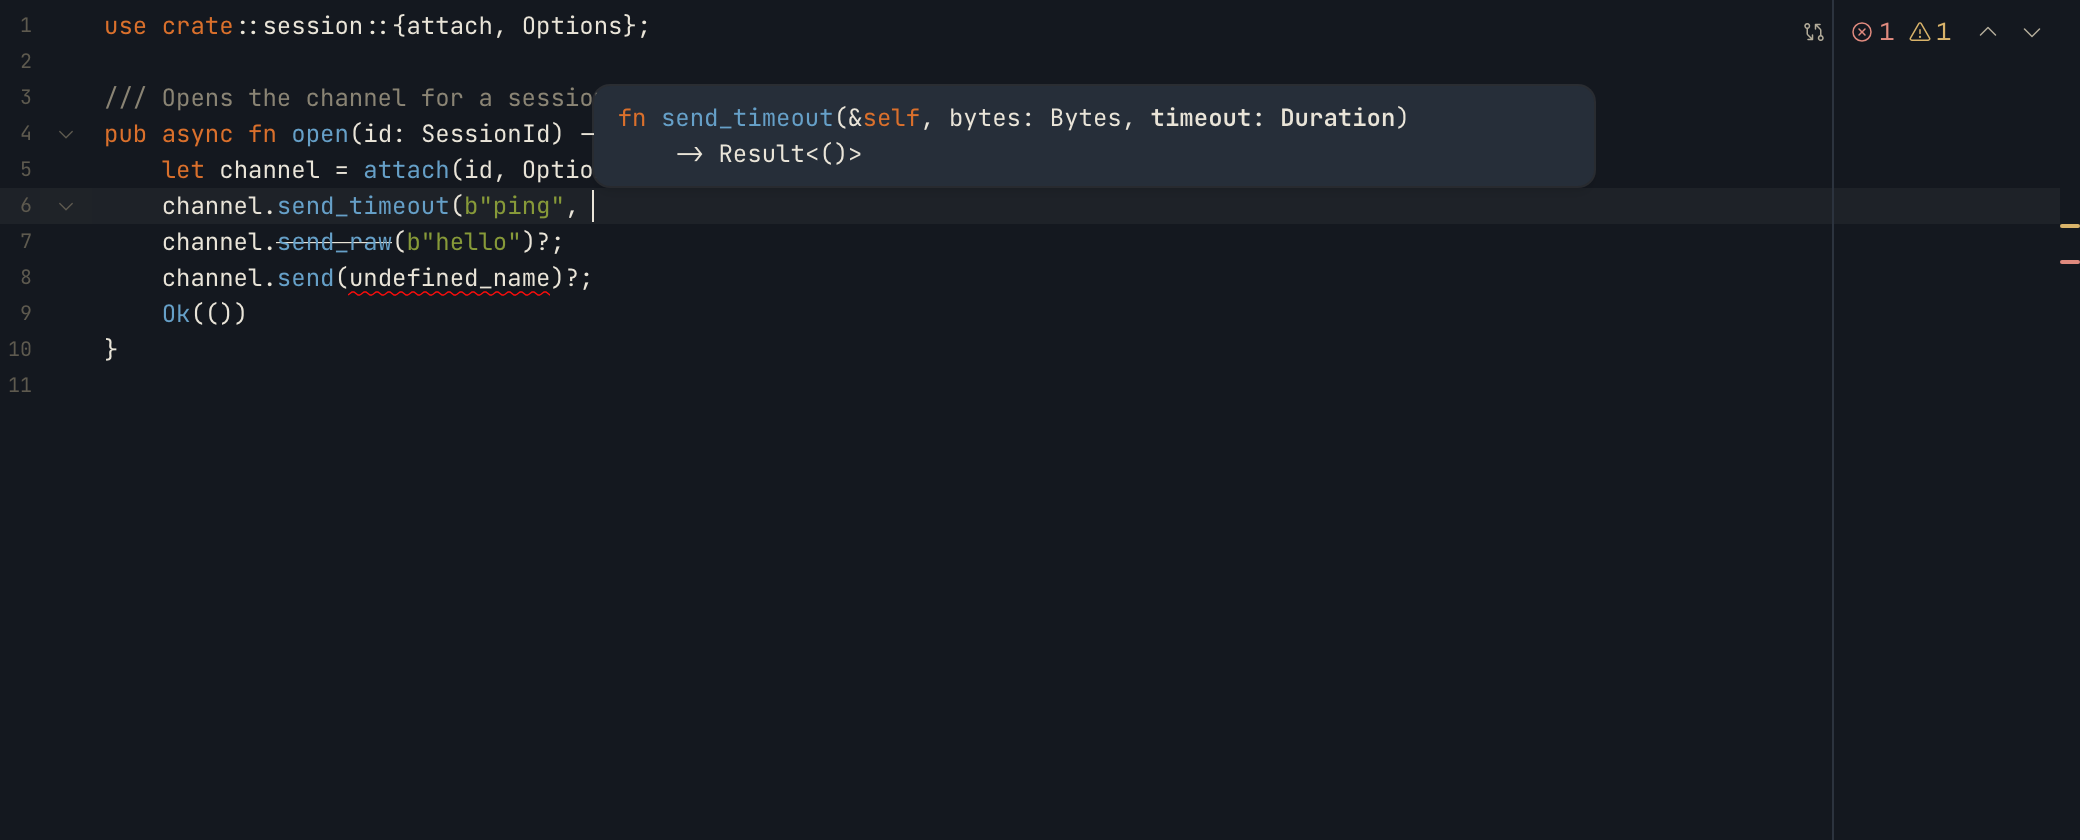 1 use crate::session::{attach, Options}; 1 1
2
3 /// Opens the channel for a
4 pub async fn open(id: SessionId)
5 let channel = attach(id,
fn send_timeout(&self, bytes: Bytes, timeout: Duration)
-> Result<()>
6 channel.send_timeout(b"ping",
7 channel.send_raw(b"hello")?;
8 channel.send(undefined_name)?;
9 Ok(())
10 }
11